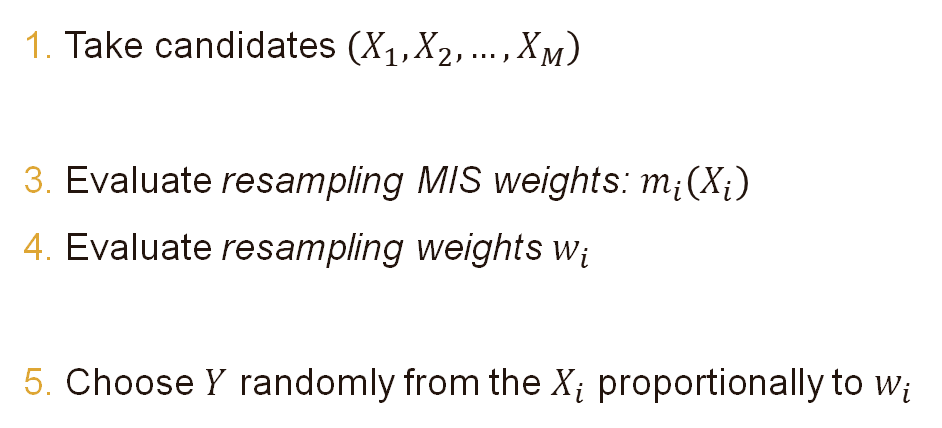 1. Take candidates (X₁, X₂, …, X_M)
3. Evaluate resampling MIS weights: mᵢ(Xᵢ)
4. Evaluate resampling weights wᵢ
5. Choose Y randomly from the Xᵢ proportionally to wᵢ